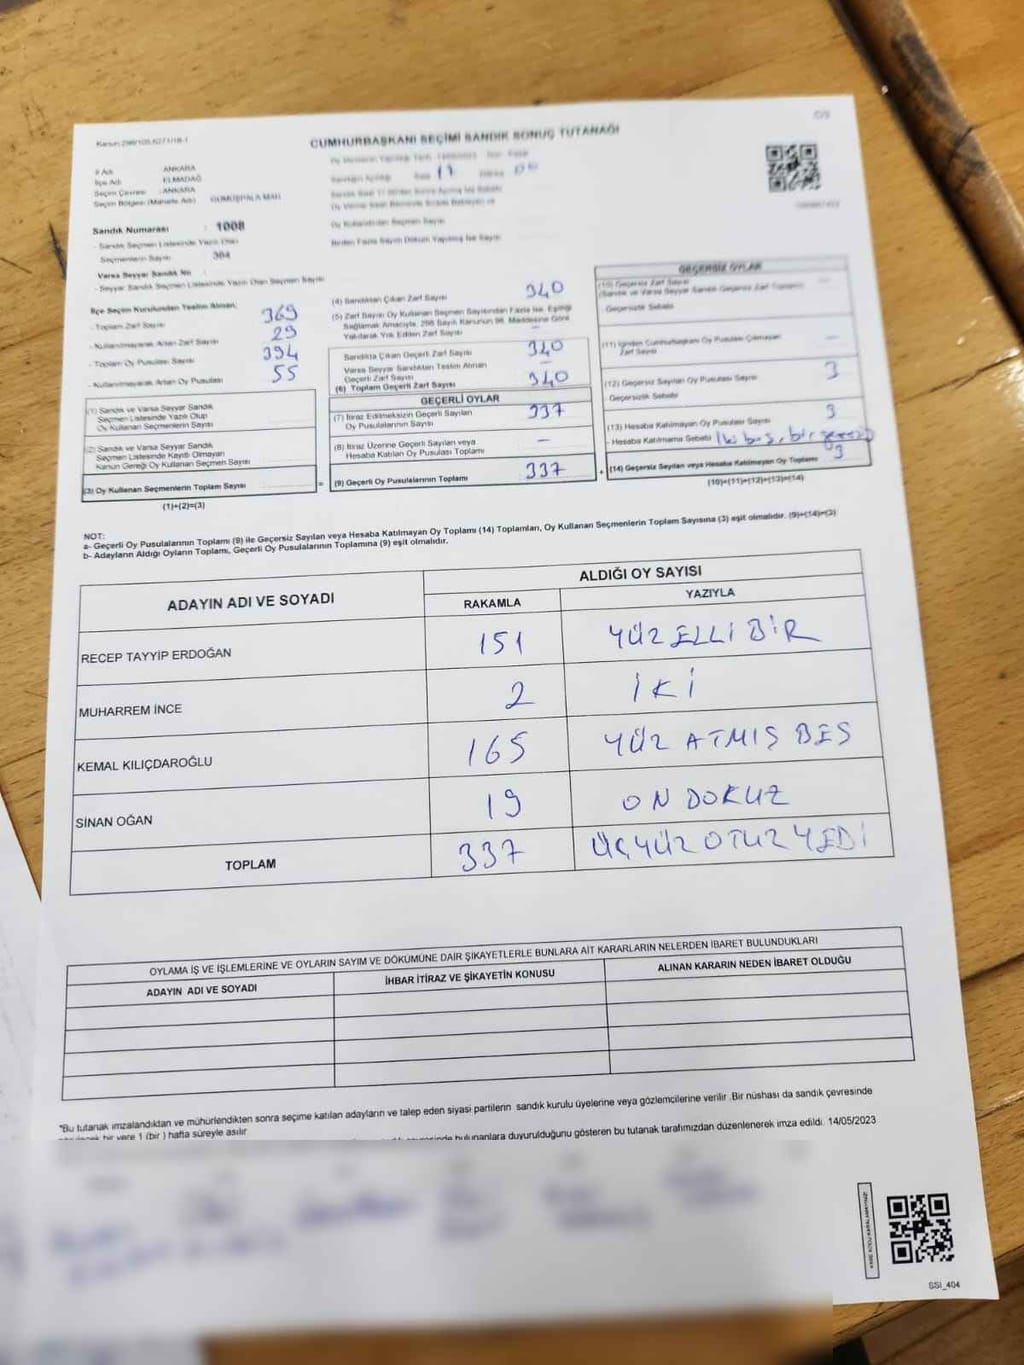 Kanun:298/105,6271/18-1
CUMHURBAŞKANI SEÇİMİ SANDIK SONUÇ TUTANAĞI
İl Adı ANKARA
İlçe Adı ELMADAĞ
Seçim Çevresi : ANKARA
Seçim Bölgesi (Mahalle Adı) GÜMÜŞPALA MAH
Sandık Numarası : 1008
- Sandık Seçmen Listesinde Yazılı Olan
Seçmenlerin Sayısı 364
Varsa Seyyar Sandık No :
- Seyyar Sandık Seçmen Listesinde Yazılı Olan Seçmen Sayısı
17 00
Oy Kullandırılan Seçmen Sayısı
Birden Fazla Sayım Döküm Yapılmış İse Sayısı
İlçe Seçim Kurulundan Teslim Alınan;
- Toplam Zarf Sayısı 369
- Kullanılmayarak Artan Zarf Sayısı 29
- Toplam Oy Pusulası Sayısı 394
- Kullanılmayarak Artan Oy Pusulası 55
(1) Sandık ve Varsa Seyyar Sandık
Seçmen Listesinde Yazılı Olup
Oy Kullanan Seçmenlerin Sayısı
(2) Sandık ve Varsa Seyyar Sandık
Seçmen Listesinde Kayıtlı Olmayan
Kanun Gereği Oy Kullanan Seçmen Sayısı
(3) Oy Kullanan Seçmenlerin Toplam Sayısı =
(1)+(2)=(3)
(4) Sandıktan Çıkan Zarf Sayısı 340
(5) Zarf Sayısı Oy Kullanan Seçmen Sayısından Fazla İse, Eşitliği
Sağlamak Amacıyla, 298 Sayılı Kanunun 98. Maddesine Göre
Yakılarak Yok Edilen Zarf Sayısı —
Sandıkta Çıkan Geçerli Zarf Sayısı 340
Varsa Seyyar Sandıktan Teslim Alınan
Geçerli Zarf Sayısı —
(6) Toplam Geçerli Zarf Sayısı 340
GEÇERLİ OYLAR
(7) İtiraz Edilmeksizin Geçerli Sayılan
Oy Pusulalarının Sayısı 337
(8) İtiraz Üzerine Geçerli Sayılan veya
Hesaba Katılan Oy Pusulası Toplamı —
(9) Geçerli Oy Pusulalarının Toplamı 337 +
GEÇERSİZ OYLAR
(10) Geçersiz Zarf Sayısı —
(Sandık ve Varsa Seyyar Sandık Geçersiz Zarf Toplamı)
Geçersizlik Sebebi
(11) İçinden Cumhurbaşkanı Oy Pusulası Çıkmayan
Zarf Sayısı —
(12) Geçersiz Sayılan Oy Pusulası Sayısı 3
- Geçersizlik Sebebi
(13) Hesaba Katılmayan Oy Pusulası Sayısı 3
- Hesaba Katılmama Sebebi İki boş, bir geçersiz
(14) Geçersiz Sayılan veya Hesaba Katılmayan Oy Toplamı 3
(10)+(11)+(12)+(13)=(14)
NOT:
a- Geçerli Oy Pusulalarının Toplamı (9) ile Geçersiz Sayılan veya Hesaba Katılmayan Oy Toplamı (14) Toplamları, Oy Kullanan Seçmenlerin Toplam Sayısına (3) eşit olmalıdır. (9)+(14)=(3)
b- Adayların Aldığı Oyların Toplamı, Geçerli Oy Pusulalarının Toplamına (9) eşit olmalıdır.
ADAYIN ADI VE SOYADI ALDIĞI OY SAYISI
RAKAMLA YAZIYLA
RECEP TAYYİP ERDOĞAN 151 YÜZ ELLİ BİR
MUHARREM İNCE 2 İKİ
KEMAL KILIÇDAROĞLU 165 YÜZ ATMIŞ BEŞ
SİNAN OĞAN 19 ON DOKUZ
TOPLAM 337 ÜÇYÜZ OTUZ YEDİ
OYLAMA İŞ VE İŞLEMLERİNE VE OYLARIN SAYIM VE DÖKÜMÜNE DAİR ŞİKAYETLERLE BUNLARA AİT KARARLARIN NELERDEN İBARET BULUNDUKLARI
ADAYIN ADI VE SOYADI İHBAR İTİRAZ VE ŞİKAYETİN KONUSU ALINAN KARARIN NEDEN İBARET OLDUĞU
"Bu tutanak imzalandıktan ve mühürlendikten sonra seçime katılan adayların ve talep eden siyasi partilerin sandık kurulu üyelerine veya gözlemcilerine verilir .Bir nüshası da sandık çevresinde
bir yere 1 (bir ) hafta süreyle asılır
bulunanlara duyurulduğunu gösteren bu tutanak tarafımızdan düzenlenerek imza edildi. 14/05/2023
SSI_404